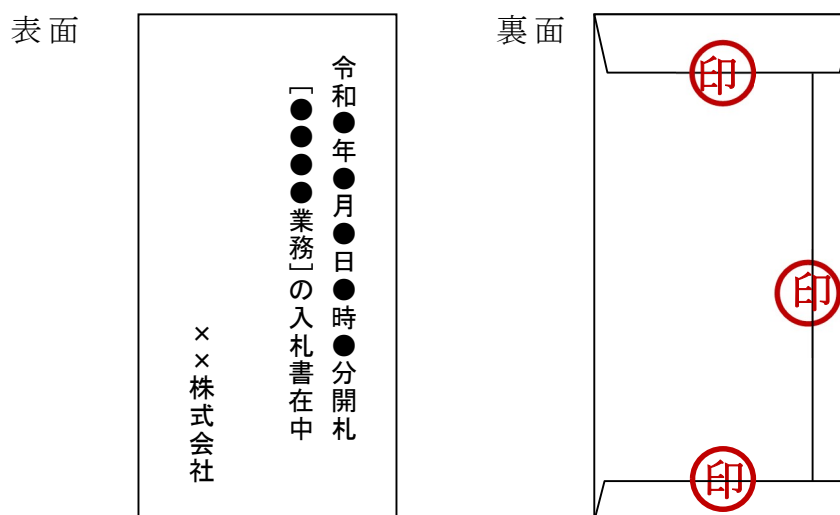 表面
令和●年●月●日●時●分開札
［●●●●業務］の入札書在中
××株式会社
裏面
印
印
印